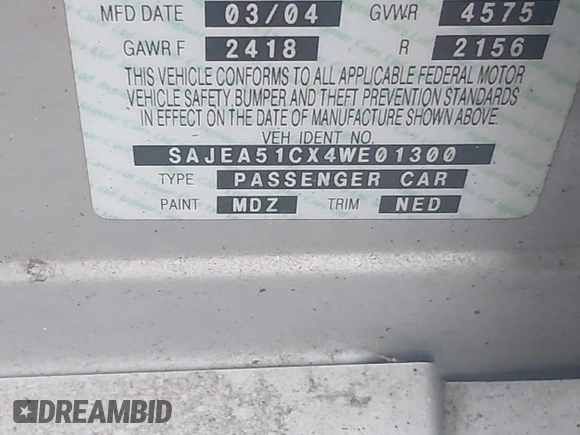 MFD DATE 03/04 GVWR 4575
GAWR F 2418 R 2156
THIS VEHICLE CONFORMS TO ALL APPLICABLE FEDERAL MOTOR
VEHICLE SAFETY, BUMPER AND THEFT PREVENTION STANDARDS
IN EFFECT ON THE DATE OF MANUFACTURE SHOWN ABOVE.
VEH IDENT NO.
SAJEA51CX4WE01300
TYPE PASSENGER CAR
PAINT MDZ TRIM NED
DREAMBID